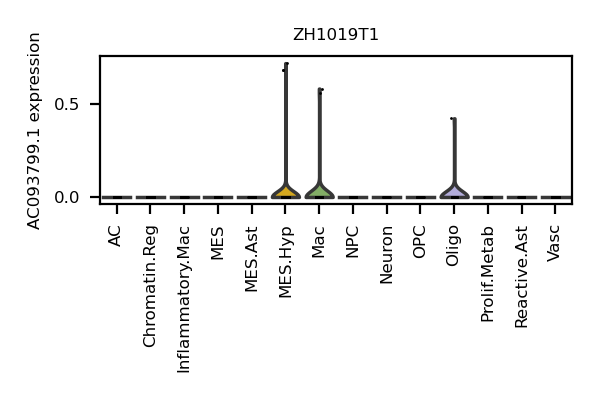 ZH1019T1
AC093799.1 expression
0.5
0.0
AC
Chromatin.Reg
Inflammatory.Mac
MES
MES.Ast
MES.Hyp
Mac
NPC
Neuron
OPC
Oligo
Prolif.Metab
Reactive.Ast
Vasc